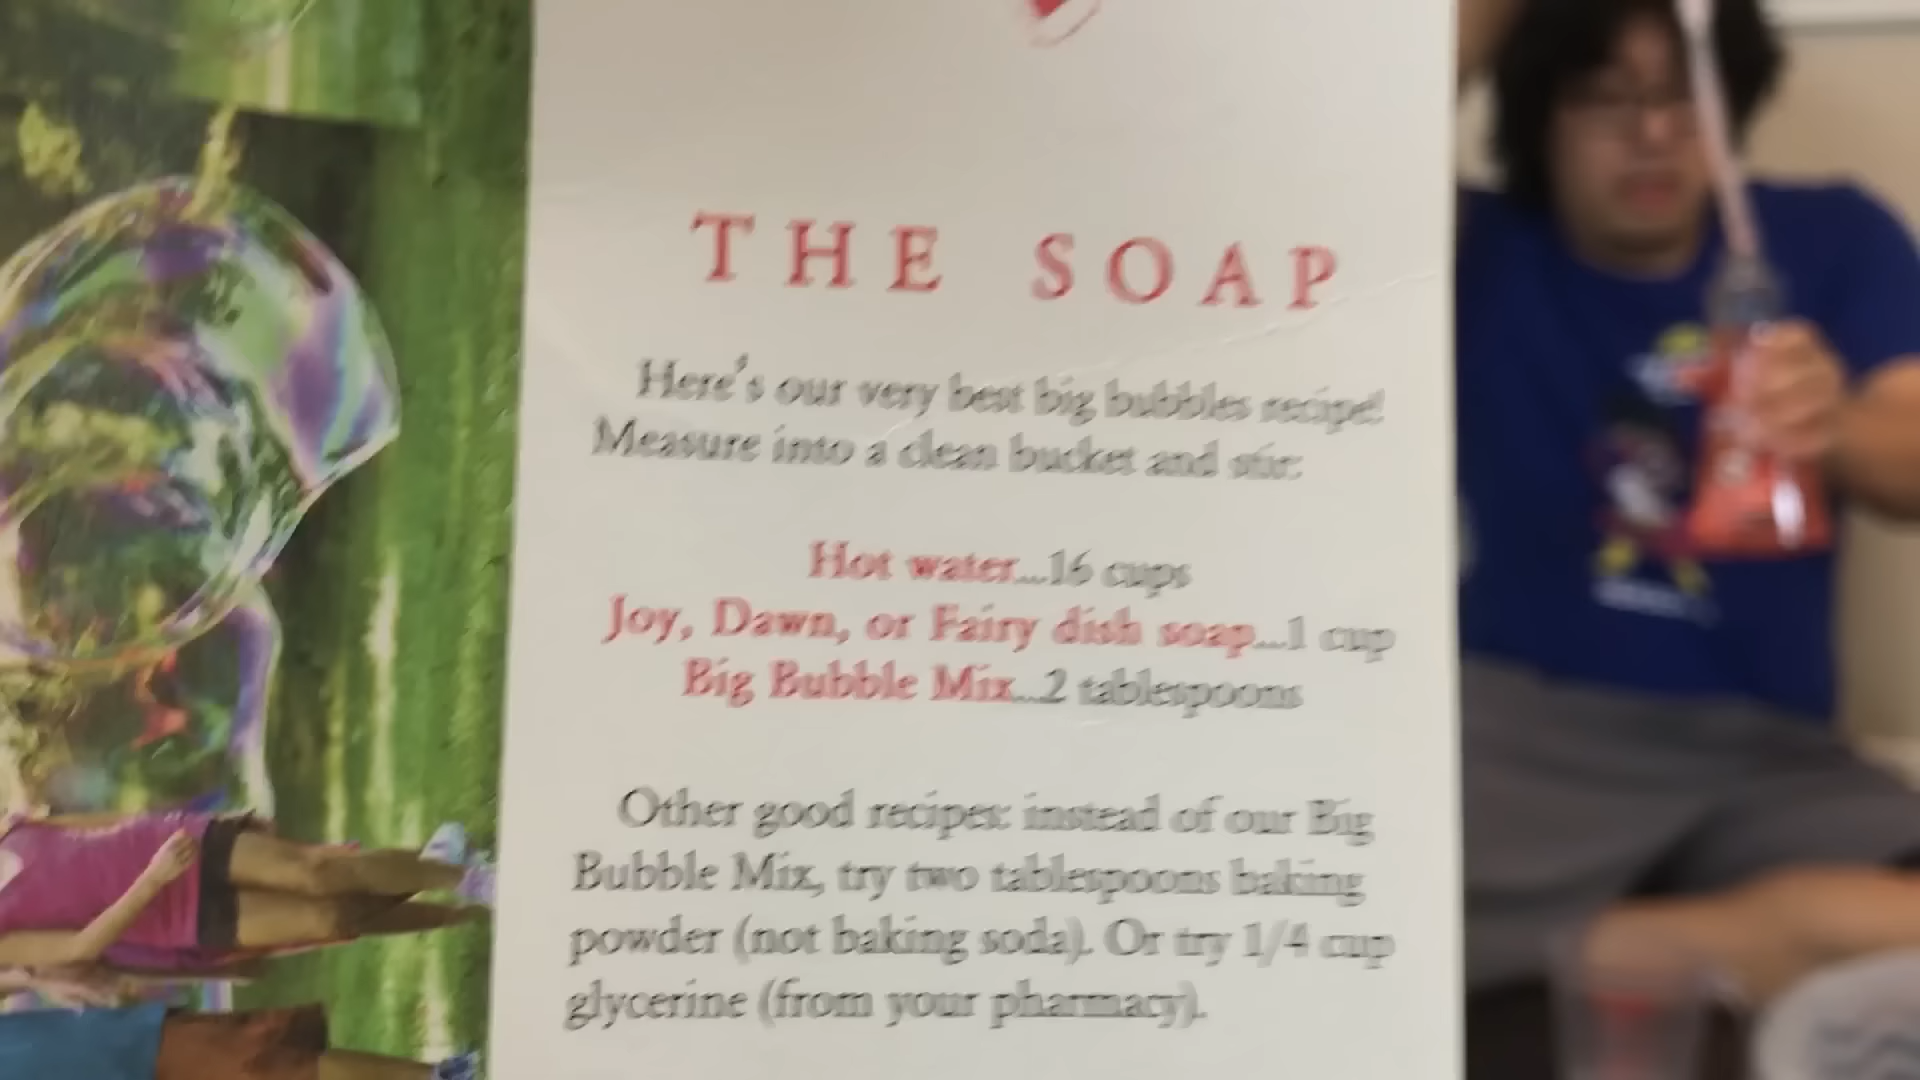 THE SOAP
Here's our very best big bubbles recipe!
Measure into a clean bucket and stir:
Hot water...16 cups
Joy, Dawn, or Fairy dish soap...1 cup
Big Bubble Mix...2 tablespoons
Other good recipes: instead of our Big
Bubble Mix, try two tablespoons baking
powder (not baking soda). Or try 1/4 cup
glycerine (from your pharmacy).